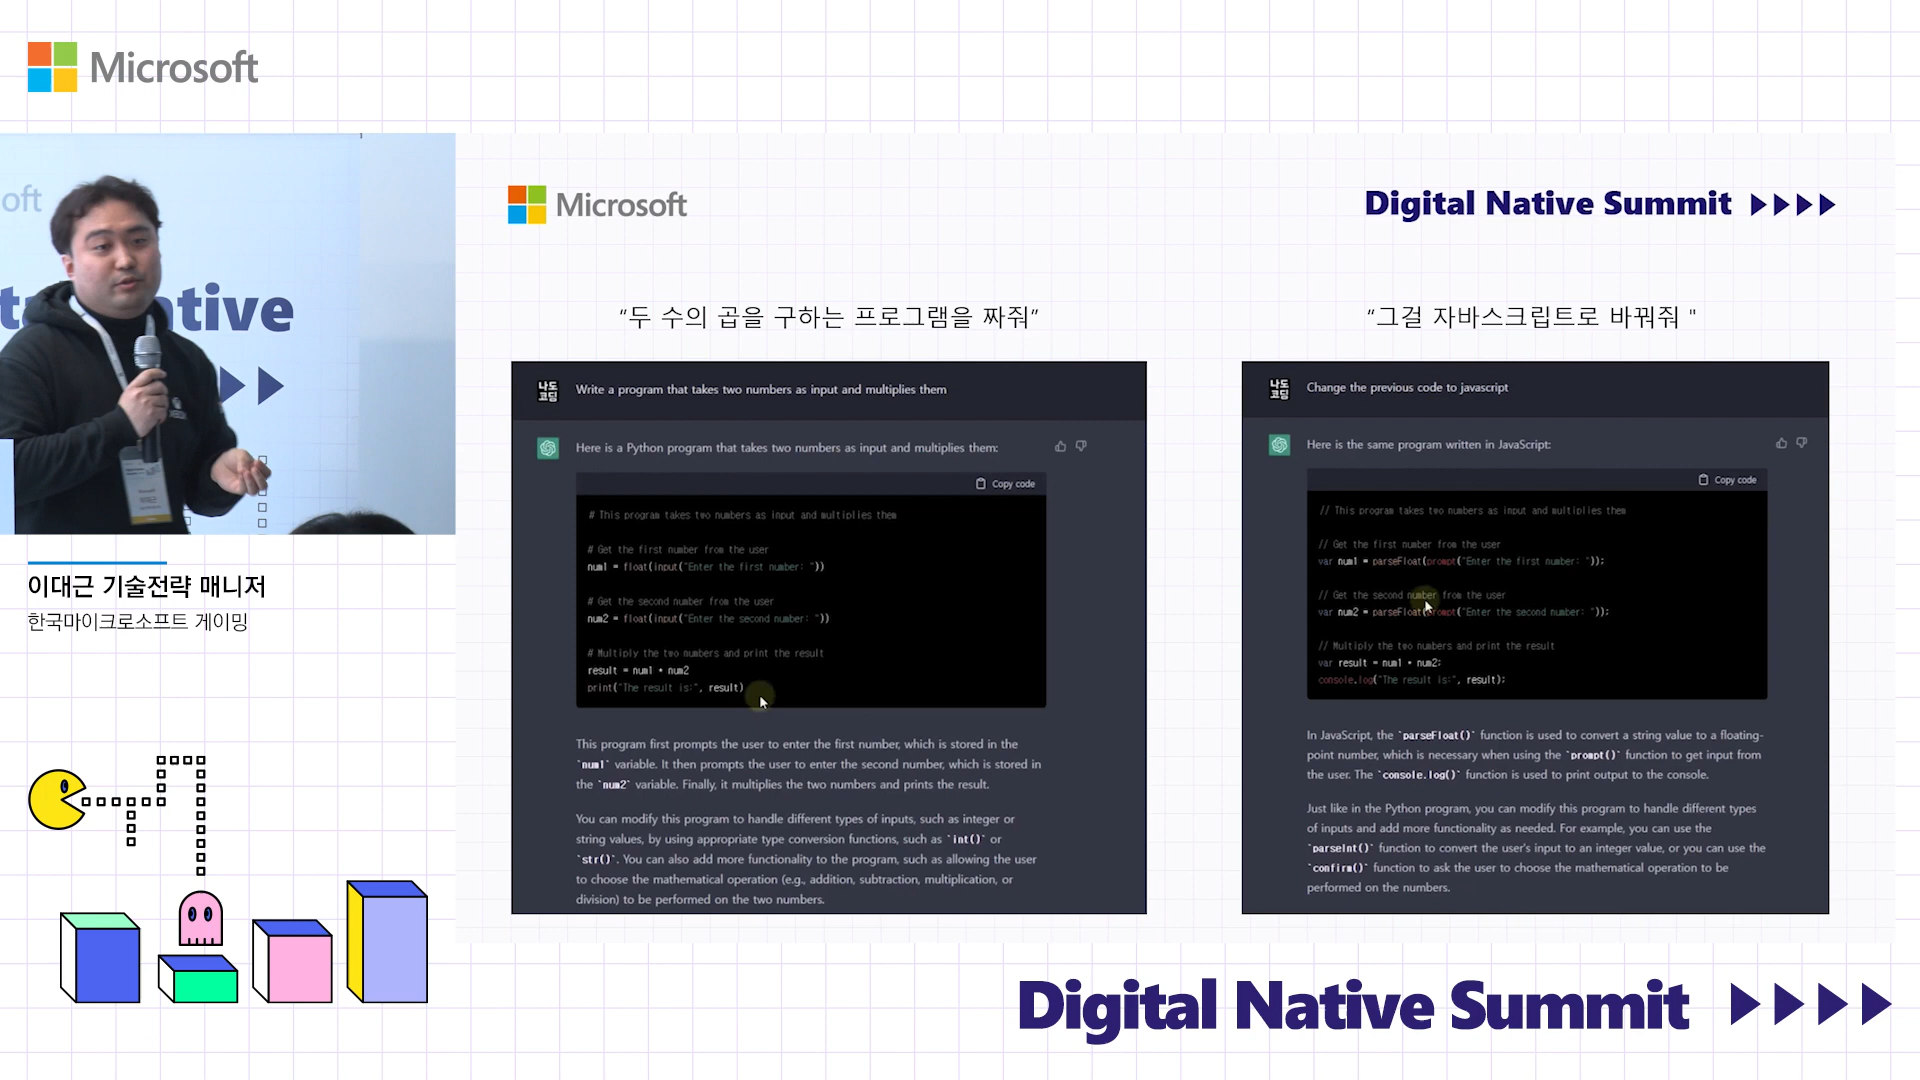 Microsoft
oft
tive
이대근 기술전략 매니저
한국마이크로소프트 게이밍
Microsoft
Digital Native Summit
“두 수의 곱을 구하는 프로그램을 짜줘”
나도
코딩
Write a program that takes two numbers as input and multiplies them
Here is a Python program that takes two numbers as input and multiplies them:
Copy code
# This program takes two numbers as input and multiplies them
# Get the first number from the user
num1 = float(input("Enter the first number: "))
# Get the second number from the user
num2 = float(input("Enter the second number: "))
# Multiply the two numbers and print the result
result = num1 * num2
print("The result is:", result)
This program first prompts the user to enter the first number, which is stored in the
`num1` variable. It then prompts the user to enter the second number, which is stored in
the `num2` variable. Finally, it multiplies the two numbers and prints the result.
You can modify this program to handle different types of inputs, such as integer or
string values, by using appropriate type conversion functions, such as `int()` or
`str()`. You can also add more functionality to the program, such as allowing the user
to choose the mathematical operation (e.g., addition, subtraction, multiplication, or
division) to be performed on the two numbers.
“그걸 자바스크립트로 바꿔줘 "
나도
코딩
Change the previous code to javascript
Here is the same program written in JavaScript:
Copy code
// This program takes two numbers as input and multiplies them
// Get the first number from the user
var num1 = parseFloat(prompt("Enter the first number: "));
// Get the second number from the user
var num2 = parseFloat(prompt("Enter the second number: "));
// Multiply the two numbers and print the result
var result = num1 * num2;
console.log("The result is:", result);
In JavaScript, the `parseFloat()` function is used to convert a string value to a floating-
point number, which is necessary when using the `prompt()` function to get input from
the user. The `console.log()` function is used to print output to the console.
Just like in the Python program, you can modify this program to handle different types
of inputs and add more functionality as needed. For example, you can use the
`parseInt()` function to convert the user's input to an integer value, or you can use the
`confirm()` function to ask the user to choose the mathematical operation to be
performed on the numbers.
Digital Native Summit